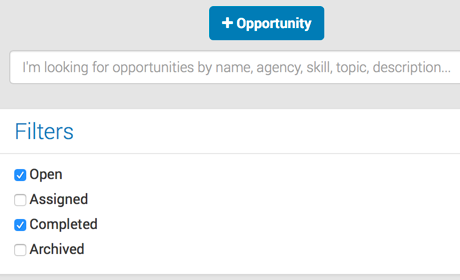 + Opportunity
I'm looking for opportunities by name, agency, skill, topic, description...
Filters
Open
Assigned
Completed
Archived